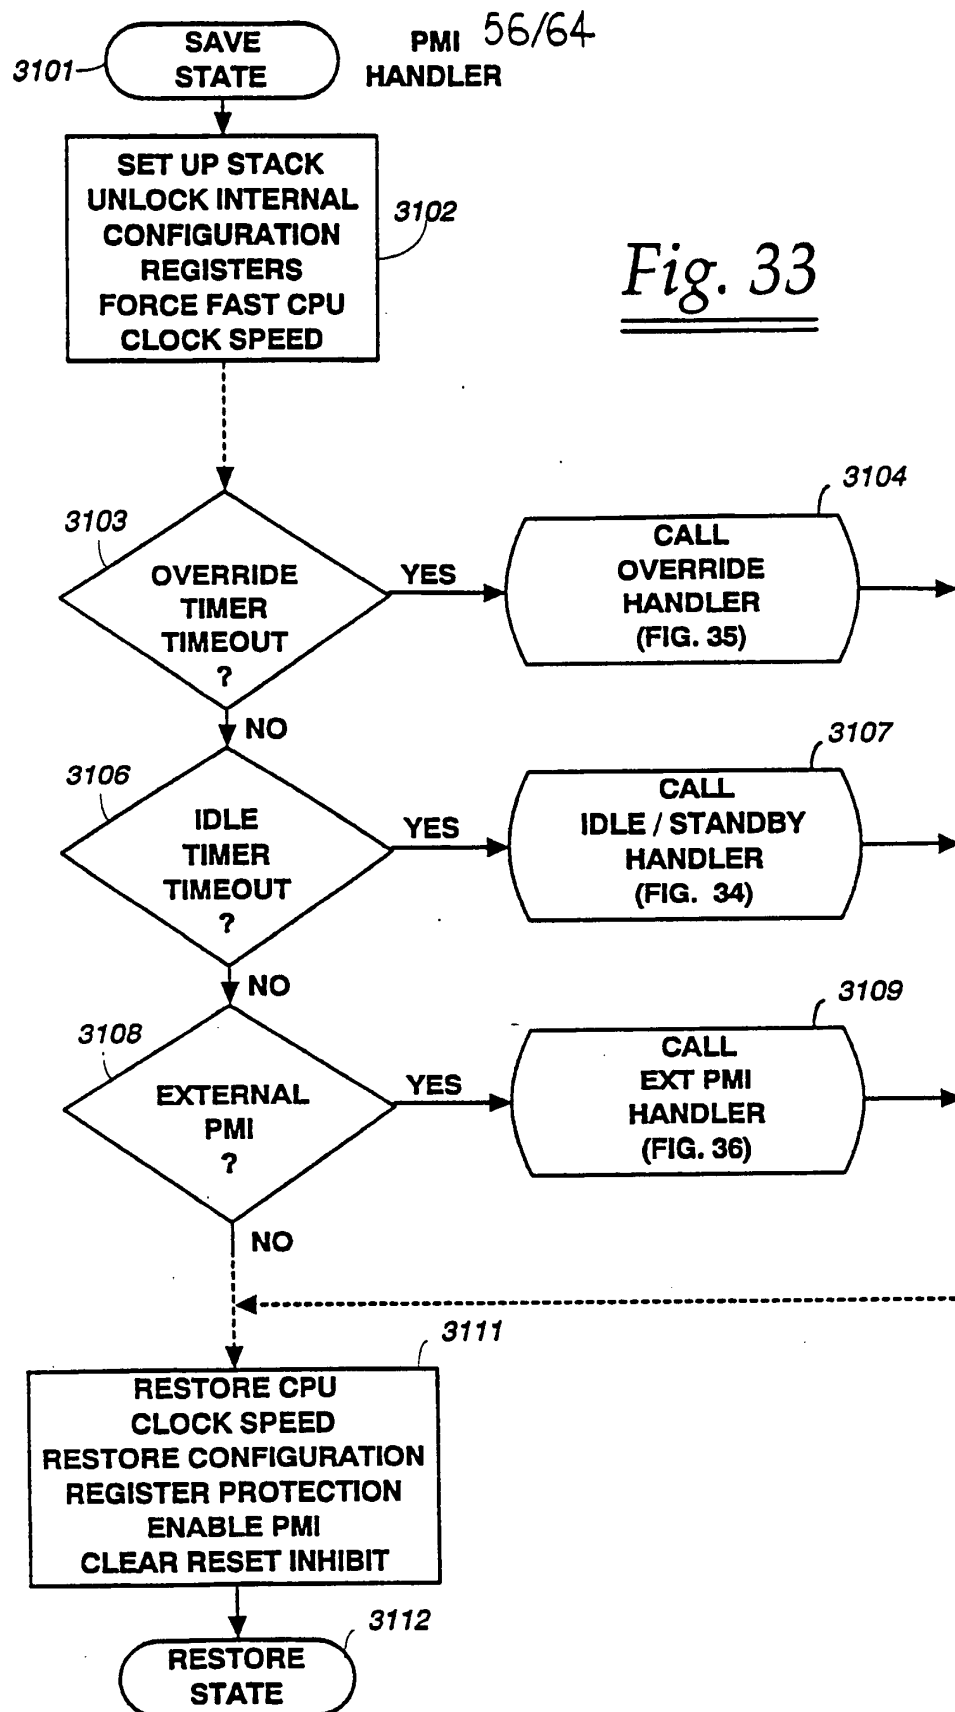 56/64
PMI
HANDLER
SAVE
STATE
3101
SET UP STACK
UNLOCK INTERNAL
CONFIGURATION
REGISTERS
FORCE FAST CPU
CLOCK SPEED
3102
Fig. 33
3103
OVERRIDE
TIMER
TIMEOUT
?
YES
3104
CALL
OVERRIDE
HANDLER
(FIG. 35)
NO
3106
IDLE
TIMER
TIMEOUT
?
YES
3107
CALL
IDLE / STANDBY
HANDLER
(FIG. 34)
NO
3108
EXTERNAL
PMI
?
YES
3109
CALL
EXT PMI
HANDLER
(FIG. 36)
NO
3111
RESTORE CPU
CLOCK SPEED
RESTORE CONFIGURATION
REGISTER PROTECTION
ENABLE PMI
CLEAR RESET INHIBIT
3112
RESTORE
STATE